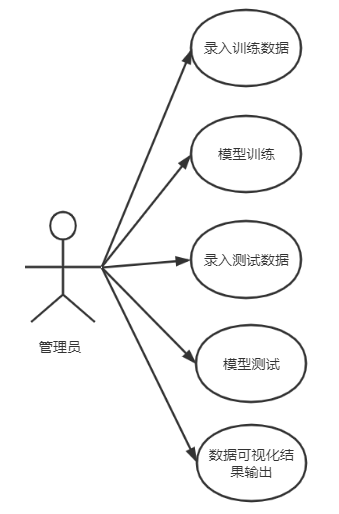 录入训练数据
模型训练
录入测试数据
管理员
模型测试
数据可视化结
果输出